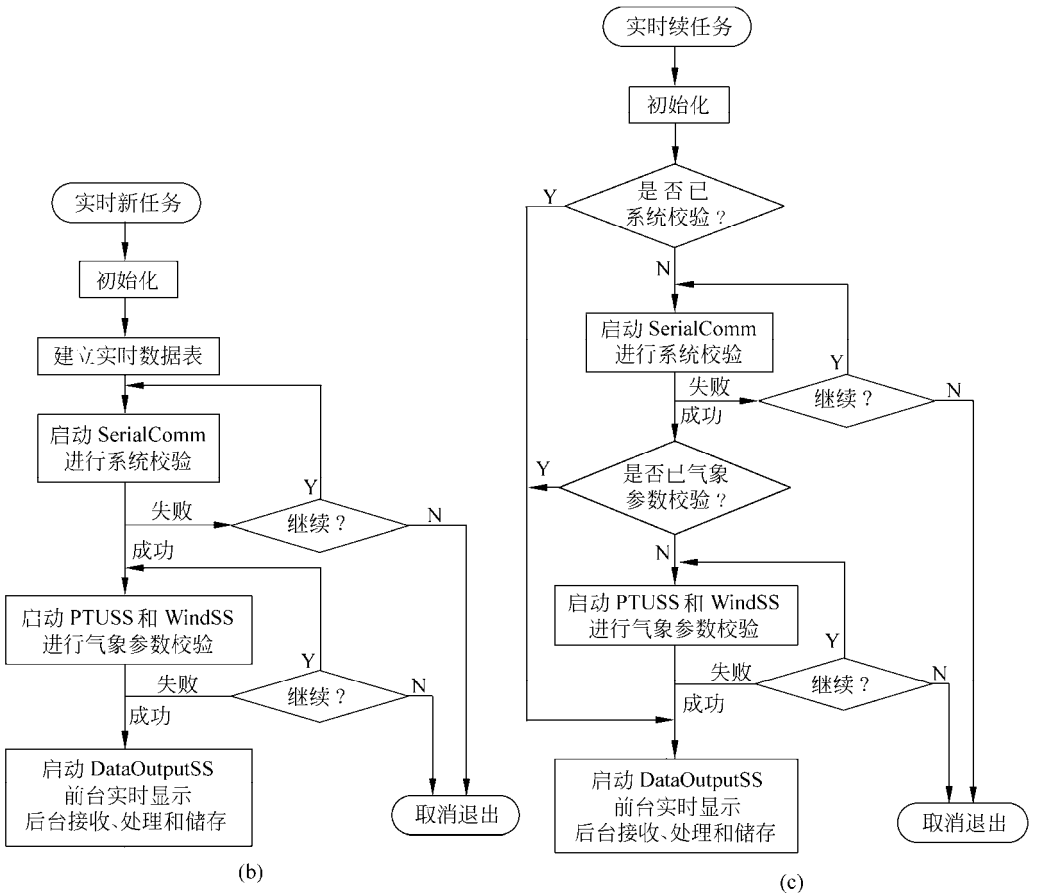 实时新任务
初始化
建立实时数据表
启动 SerialComm
进行系统校验
失败
继续?
Y
N
成功
启动 PTUSS 和 WindSS
进行气象参数校验
失败
继续?
Y
N
成功
启动 DataOutputSS
前台实时显示
后台接收、处理和储存
取消退出
(b)
实时续任务
初始化
是否已
系统校验?
Y
N
启动 SerialComm
进行系统校验
失败
继续?
Y
N
成功
是否已气象
参数校验?
Y
N
启动 PTUSS 和 WindSS
进行气象参数校验
失败
继续?
Y
N
成功
启动 DataOutputSS
前台实时显示
后台接收、处理和储存
取消退出
(c)